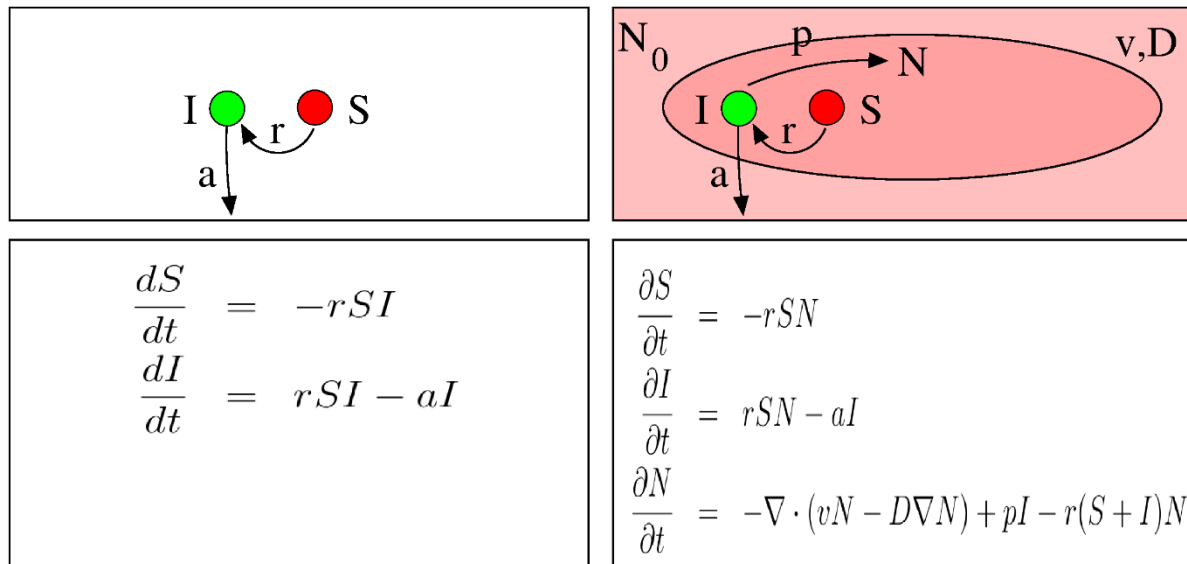 I r S
a
N₀ p v,D
N
I r S
a
dS/dt = −rSI
dI/dt = rSI − aI
∂S/∂t = −rSN
∂I/∂t = rSN − aI
∂N/∂t = −∇·(vN − D∇N) + pI − r(S + I)N